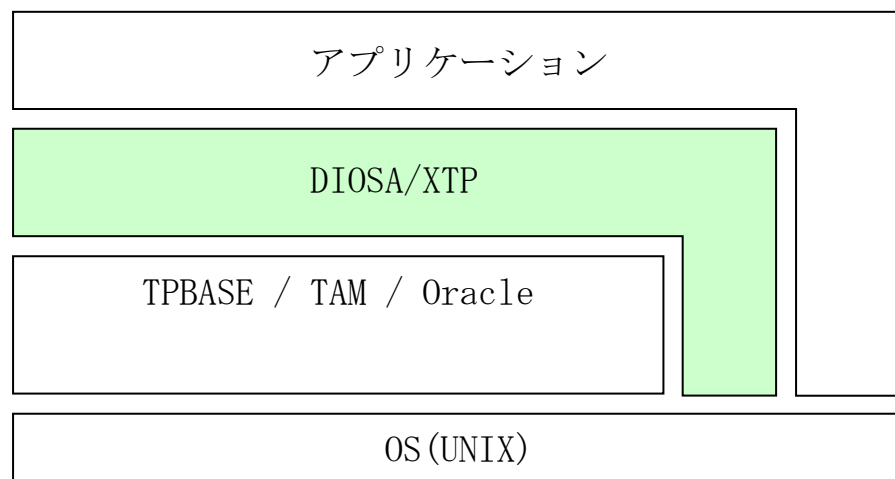 アプリケーション
DIOSA/XTP
TPBASE / TAM / Oracle
OS(UNIX)